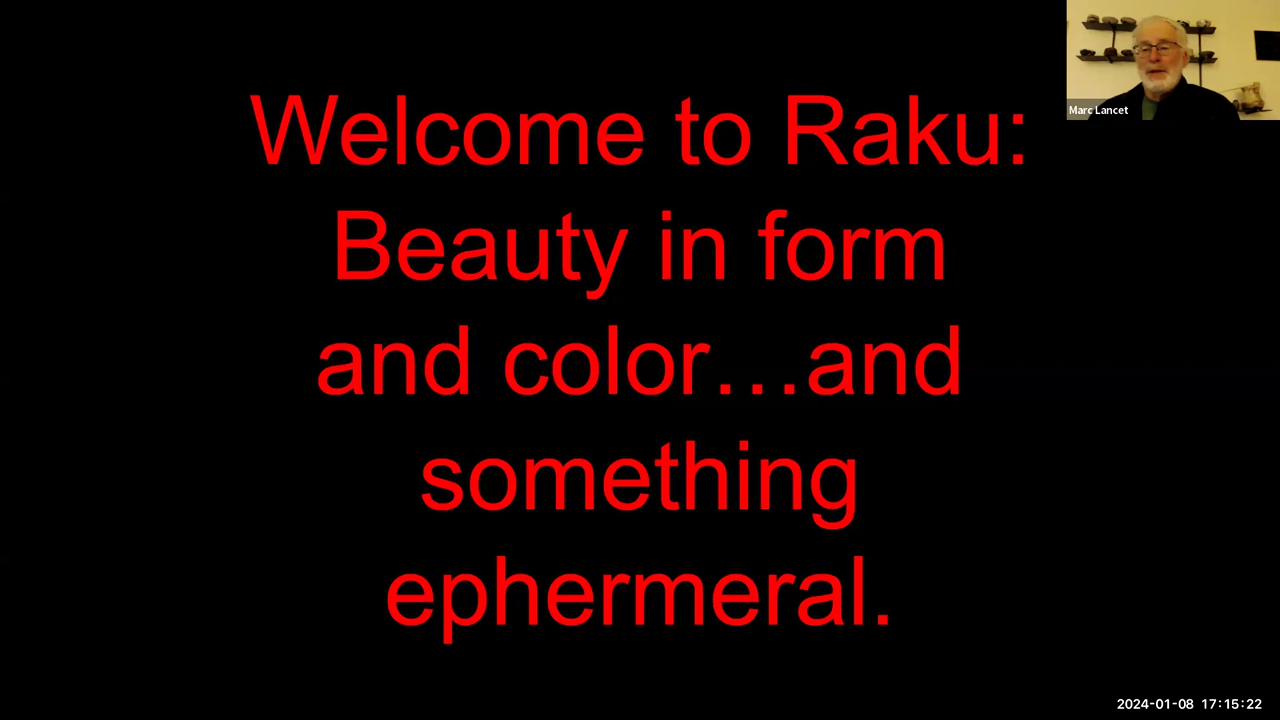 Welcome to Raku:
Beauty in form
and color…and
something
ephermeral.
Marc Lancet
2024-01-08 17:15:22